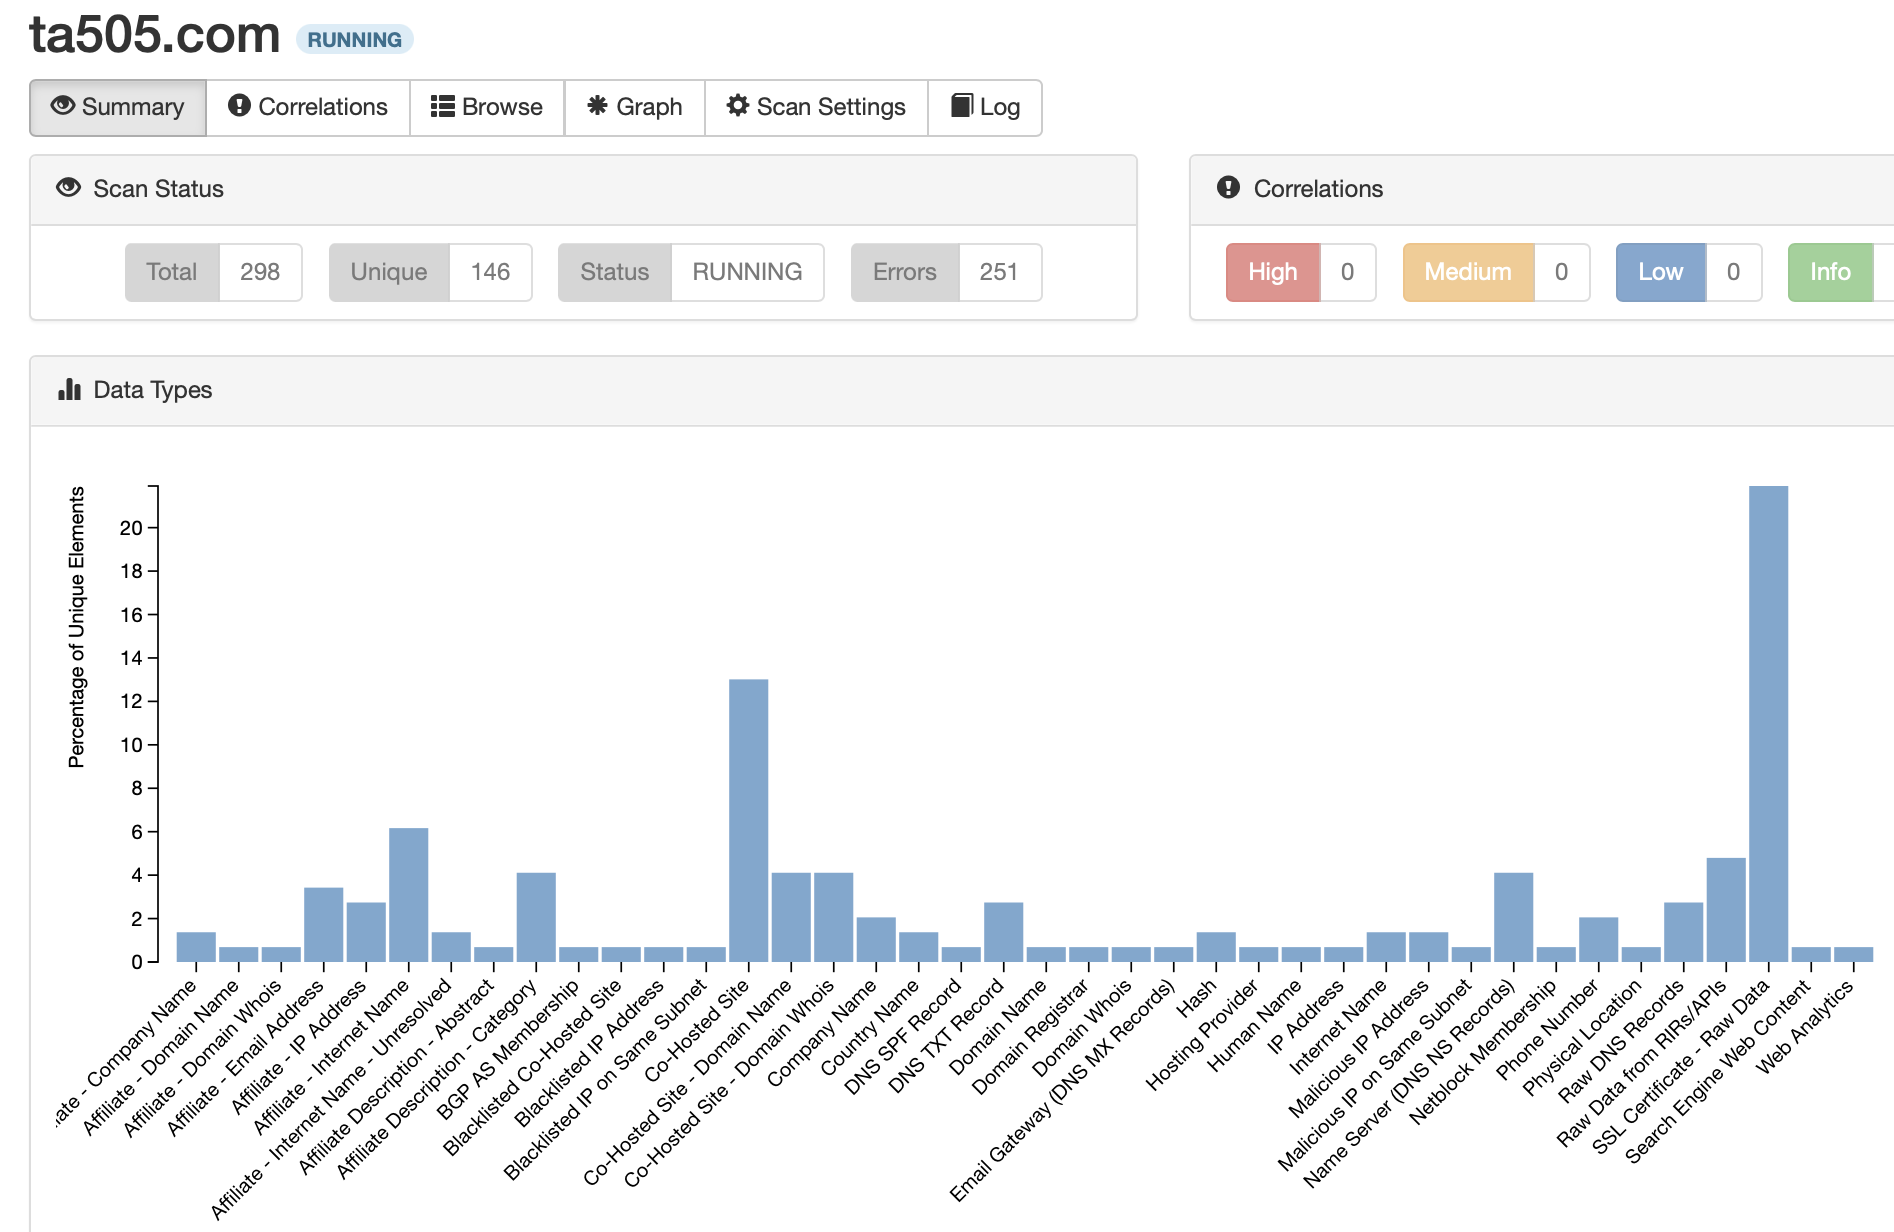 ta505.com RUNNING
Summary Correlations Browse Graph Scan Settings Log
Scan Status
Total 298 Unique 146 Status RUNNING Errors 251
Correlations
High 0 Medium 0 Low 0 Info
Data Types
Percentage of Unique Elements
20
18
16
14
12
10
8
6
4
2
0
ate - Company Name
Affiliate - Domain Name
Affiliate - Domain Whois
Affiliate - Email Address
Affiliate - IP Address
Affiliate - Internet Name
Affiliate - Internet Name - Unresolved
Affiliate Description - Abstract
Affiliate Description - Category
BGP AS Membership
Blacklisted Co-Hosted Site
Blacklisted IP Address
Blacklisted IP on Same Subnet
Co-Hosted Site
Co-Hosted Site - Domain Name
Co-Hosted Site - Domain Whois
Company Name
Country Name
DNS SPF Record
DNS TXT Record
Domain Name
Domain Registrar
Domain Whois
Email Gateway (DNS MX Records)
Hash
Hosting Provider
Human Name
IP Address
Internet Name
Malicious IP Address
Malicious IP on Same Subnet
Name Server (DNS NS Records)
Netblock Membership
Phone Number
Physical Location
Raw DNS Records
Raw Data from RIRs/APIs
SSL Certificate - Raw Data
Search Engine Web Content
Web Analytics